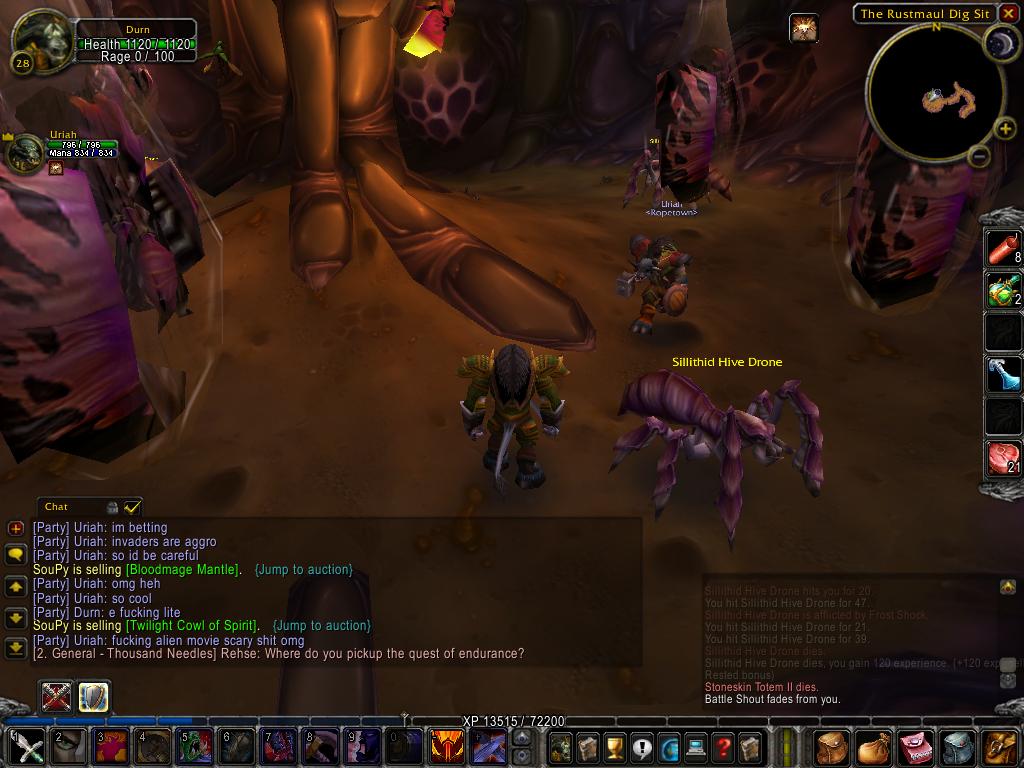 Durn
Health 1120 / 1120
Rage 0 / 100
28
The Rustmaul Dig Sit
N
Uriah
796 / 796
Mana 834 / 834
Uriah
<Ropetown>
8
2
21
Sillithid Hive Drone
Chat
[Party] Uriah: im betting
[Party] Uriah: invaders are aggro
[Party] Uriah: so id be careful
SouPy is selling [Bloodmage Mantle]. {Jump to auction}
[Party] Uriah: omg heh
[Party] Uriah: so cool
[Party] Durn: e fucking lite
SouPy is selling [Twilight Cowl of Spirit]. {Jump to auction}
[Party] Uriah: fucking alien movie scary shit omg
[2. General - Thousand Needles] Rehse: Where do you pickup the quest of endurance?
Sillithid Hive Drone hits you for 20.
You hit Sillithid Hive Drone for 47.
Sillithid Hive Drone is afflicted by Frost Shock.
You hit Sillithid Hive Drone for 21.
You hit Sillithid Hive Drone for 39.
Sillithid Hive Drone dies.
Sillithid Hive Drone dies, you gain 120 experience. (+120 exp
Rested bonus)
Stoneskin Totem II dies.
Battle Shout fades from you.
XP 13515 / 72200
1 2 3 4 5 6 7 8 9 0